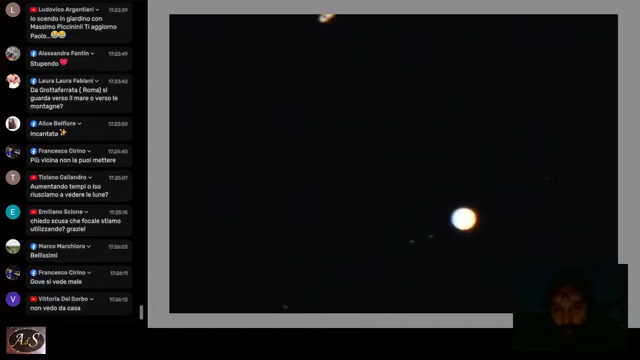 L
Ludovico Argentieri 17:22:39
Io scendo in giardino con
Massimo Piccinini! Ti aggiorno
Paolo...😂😂
Alessandra Fantin 17:22:49
Stupendo❤
Laura Laura Fabiani 17:23:42
Da Grottaferrata ( Roma) si
guarda verso il mare o verso le
montagne?
Alice Belfiore 17:23:00
Incantata ✨
Francesco Cirino 17:24:40
Più vicina non la puoi mettere
T
Tiziano Caliandro 17:25:07
Aumentando tempi o iso
riusciamo a vedere le lune?
E
Emiliano Scione 17:25:15
chiedo scusa che focale stiamo
utilizzando? grazie!
Marco Marchioro 17:26:03
Bellissimi
Francesco Cirino 17:26:11
Gove si vede male
V
Vittoria Del Sorbo 17:26:12
non vedo da casa
AdS